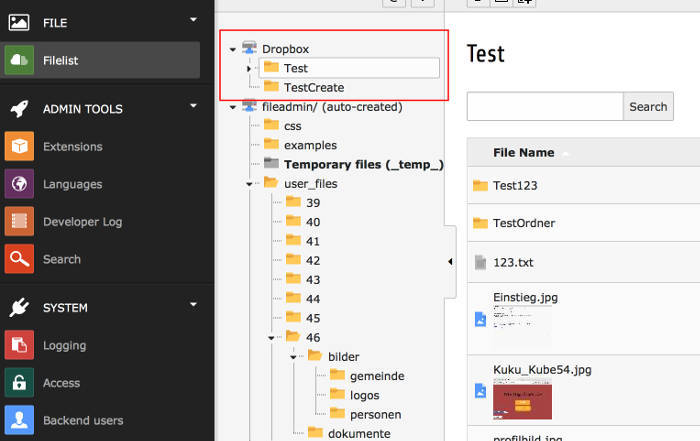 FILE
Filelist
ADMIN TOOLS
Extensions
Languages
Developer Log
Search
SYSTEM
Logging
Access
Backend users
Dropbox
Test
TestCreate
fileadmin/ (auto-created)
css
examples
Temporary files (_temp_)
user_files
39
40
41
42
43
44
45
46
bilder
gemeinde
logos
personen
dokumente
Test
Search
File Name
Test123
TestOrdner
123.txt
Einstieg.jpg
Kuku_Kube54.jpg
profilbild.jpg